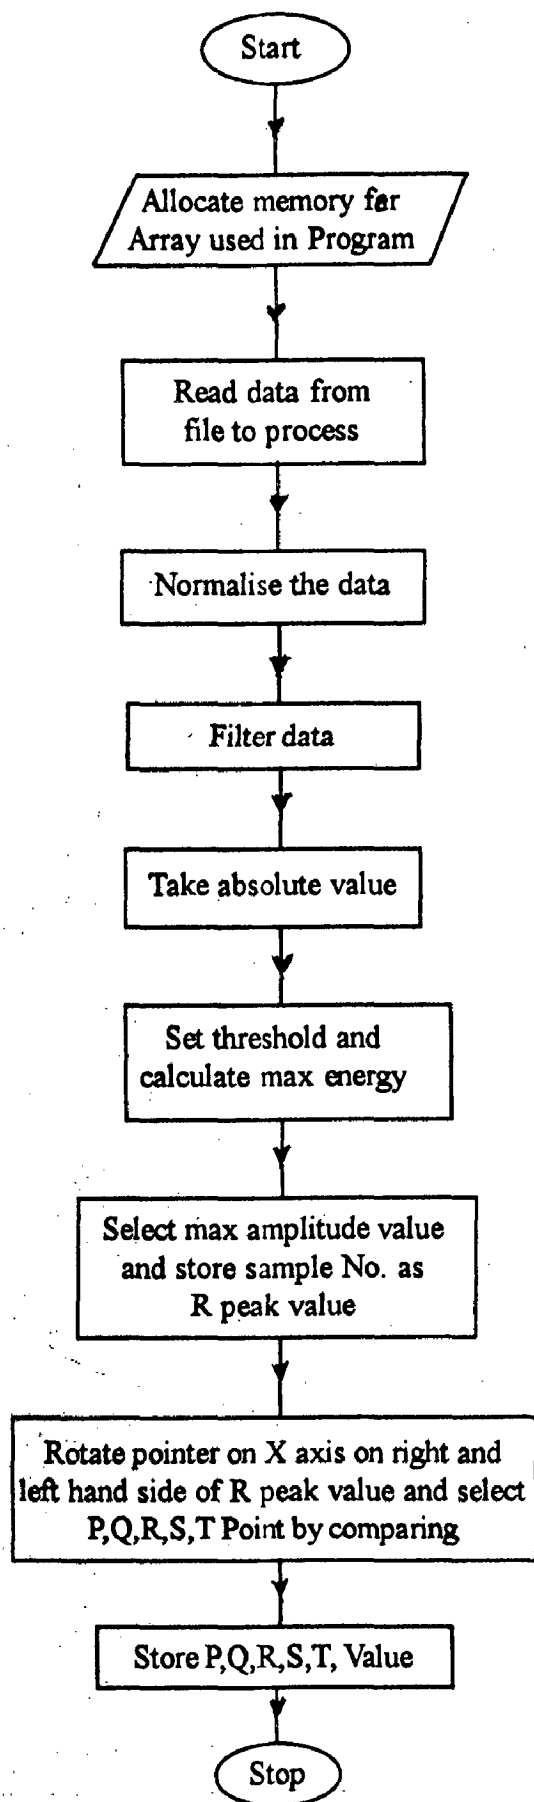 Start
Allocate memory for
Array used in Program
Read data from
file to process
Normalise the data
Filter data
Take absolute value
Set threshold and
calculate max energy
Select max amplitude value
and store sample No. as
R peak value
Rotate pointer on X axis on right and
left hand side of R peak value and select
P,Q,R,S,T Point by comparing
Store P,Q,R,S,T, Value
Stop